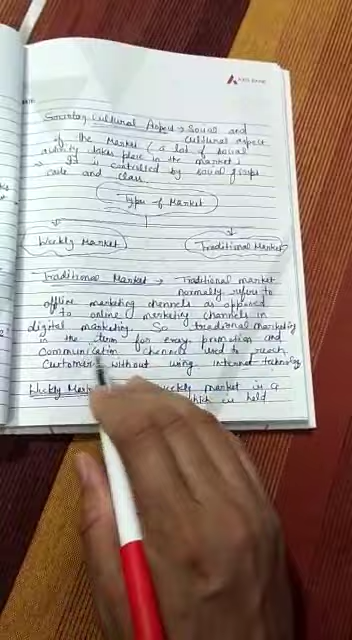 AXIS BANK
Sociology Cultural Aspect → Social and
cultural aspect
of the Market (a lot of social
activity takes place in the market)
→ It is controlled by social groups
caste and class.
Types of Market
Weekly Market
Traditional Market
Traditional Market → Traditional market
normally refers to
offline marketing channels as opposed
to online marketing channels in
digital marketing. So traditional marketing
is the term for every promotion and
Communication channels used to reach
Customers without using internet technology
Weekly Mar weekly market is a
which is held